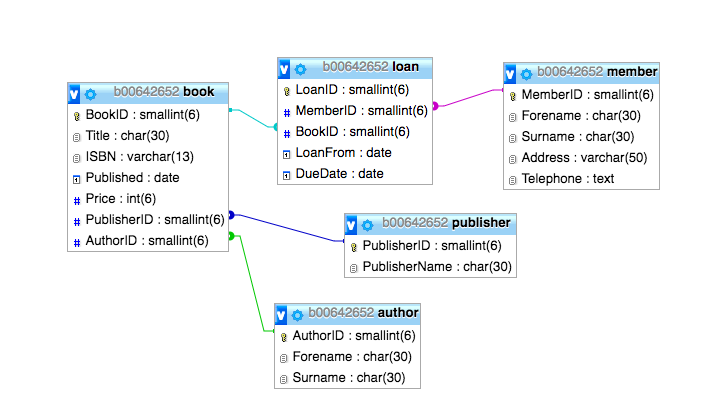 b00642652 book
BookID : smallint(6)
Title : char(30)
ISBN : varchar(13)
Published : date
Price : int(6)
PublisherID : smallint(6)
AuthorID : smallint(6)
b00642652 loan
LoanID : smallint(6)
MemberID : smallint(6)
BookID : smallint(6)
LoanFrom : date
DueDate : date
b00642652 member
MemberID : smallint(6)
Forename : char(30)
Surname : char(30)
Address : varchar(50)
Telephone : text
b00642652 publisher
PublisherID : smallint(6)
PublisherName : char(30)
b00642652 author
AuthorID : smallint(6)
Forename : char(30)
Surname : char(30)